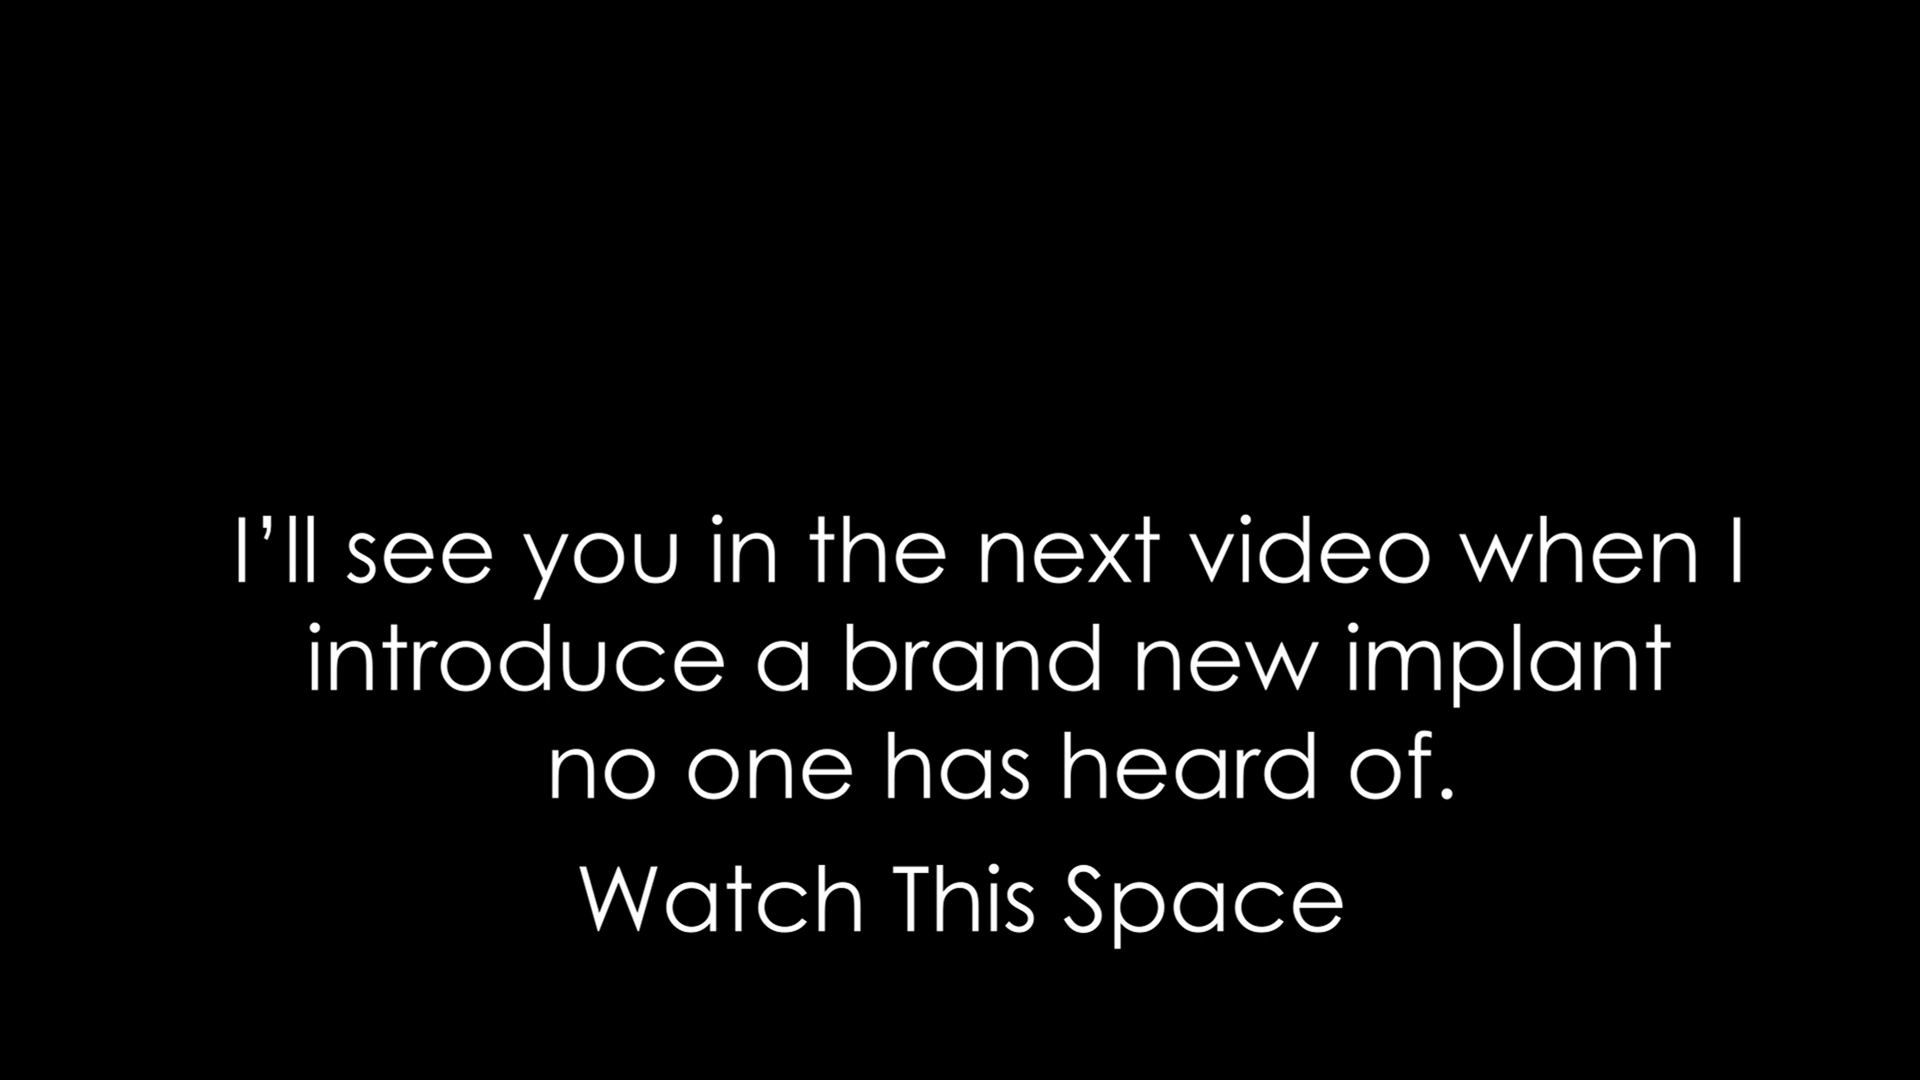 I’ll see you in the next video when I
introduce a brand new implant
no one has heard of.
Watch This Space